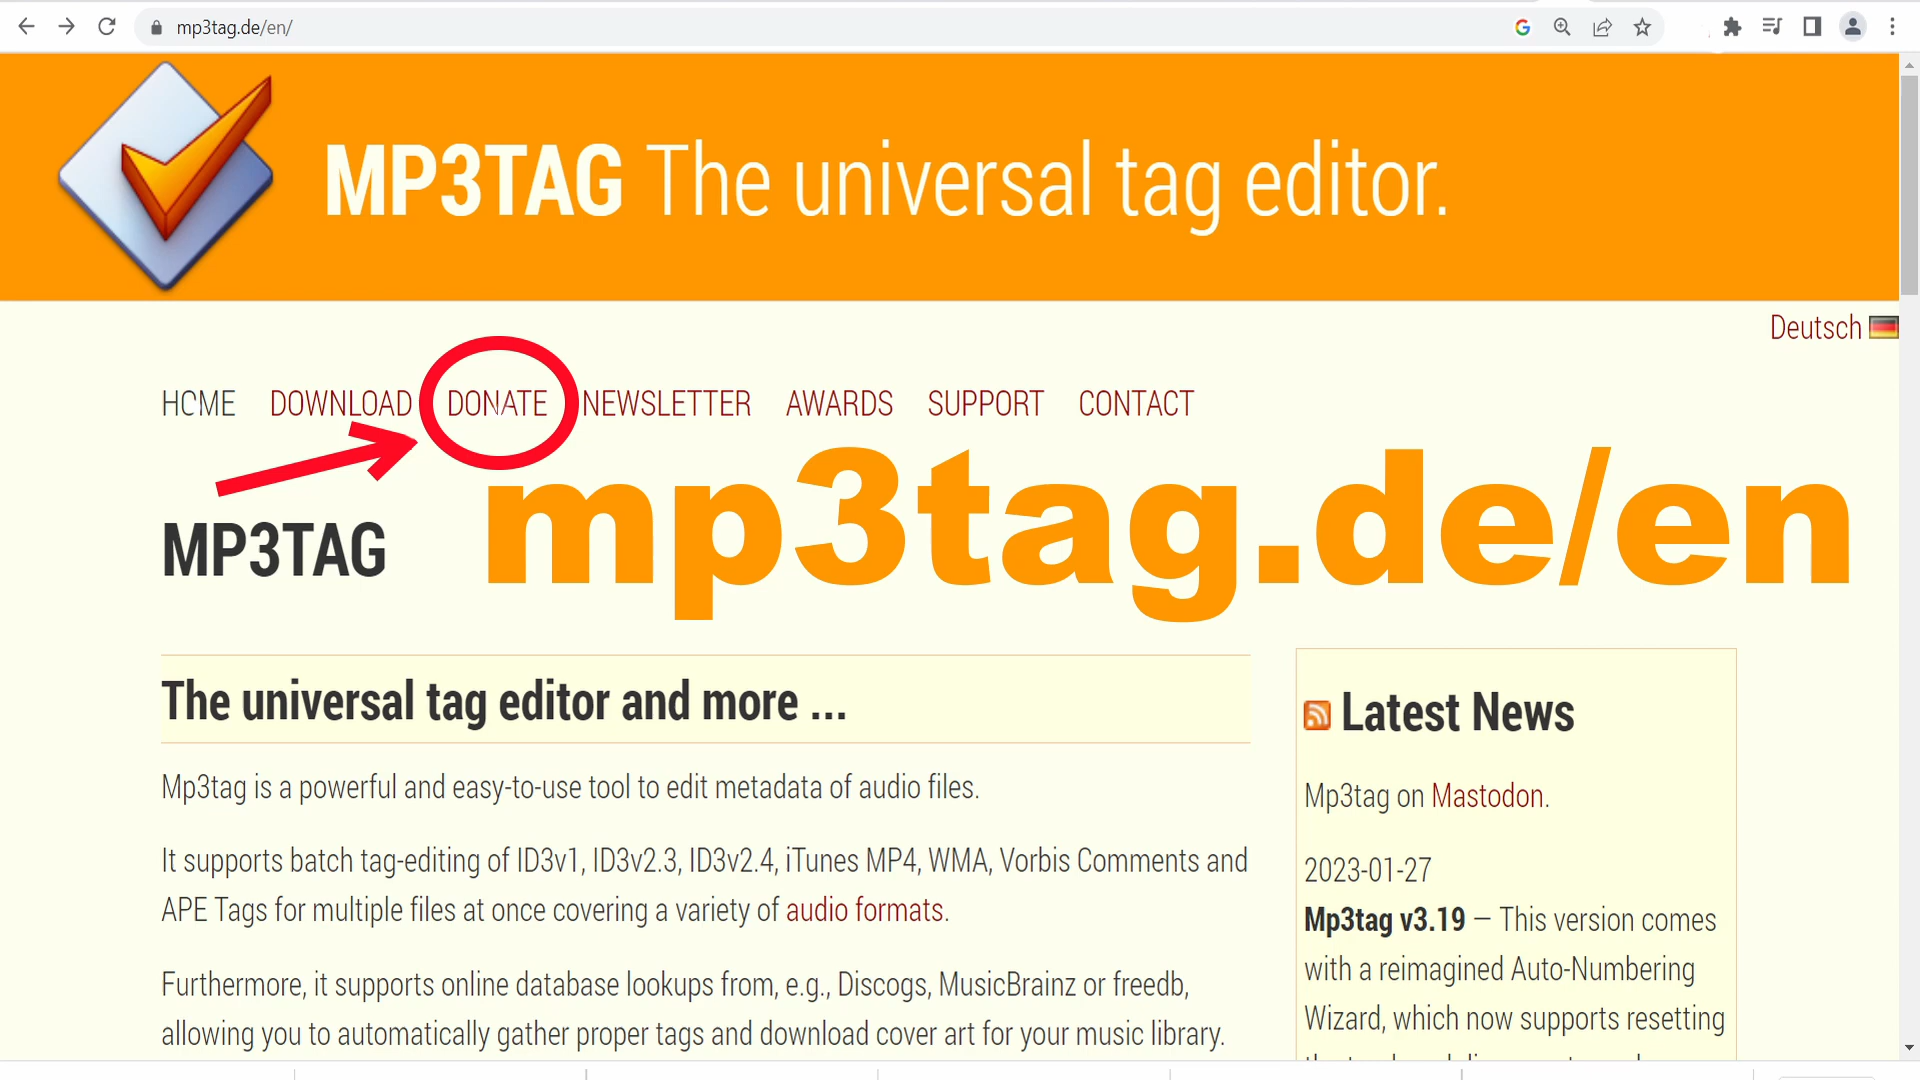 mp3tag.de/en/
MP3TAG The universal tag editor.
Deutsch
HOME DOWNLOAD DONATE NEWSLETTER AWARDS SUPPORT CONTACT
mp3tag.de/en
MP3TAG
The universal tag editor and more ...
Mp3tag is a powerful and easy-to-use tool to edit metadata of audio files.
It supports batch tag-editing of ID3v1, ID3v2.3, ID3v2.4, iTunes MP4, WMA, Vorbis Comments and
APE Tags for multiple files at once covering a variety of audio formats.
Furthermore, it supports online database lookups from, e.g., Discogs, MusicBrainz or freedb,
allowing you to automatically gather proper tags and download cover art for your music library.
Latest News
Mp3tag on Mastodon.
2023-01-27
Mp3tag v3.19 – This version comes
with a reimagined Auto-Numbering
Wizard, which now supports resetting